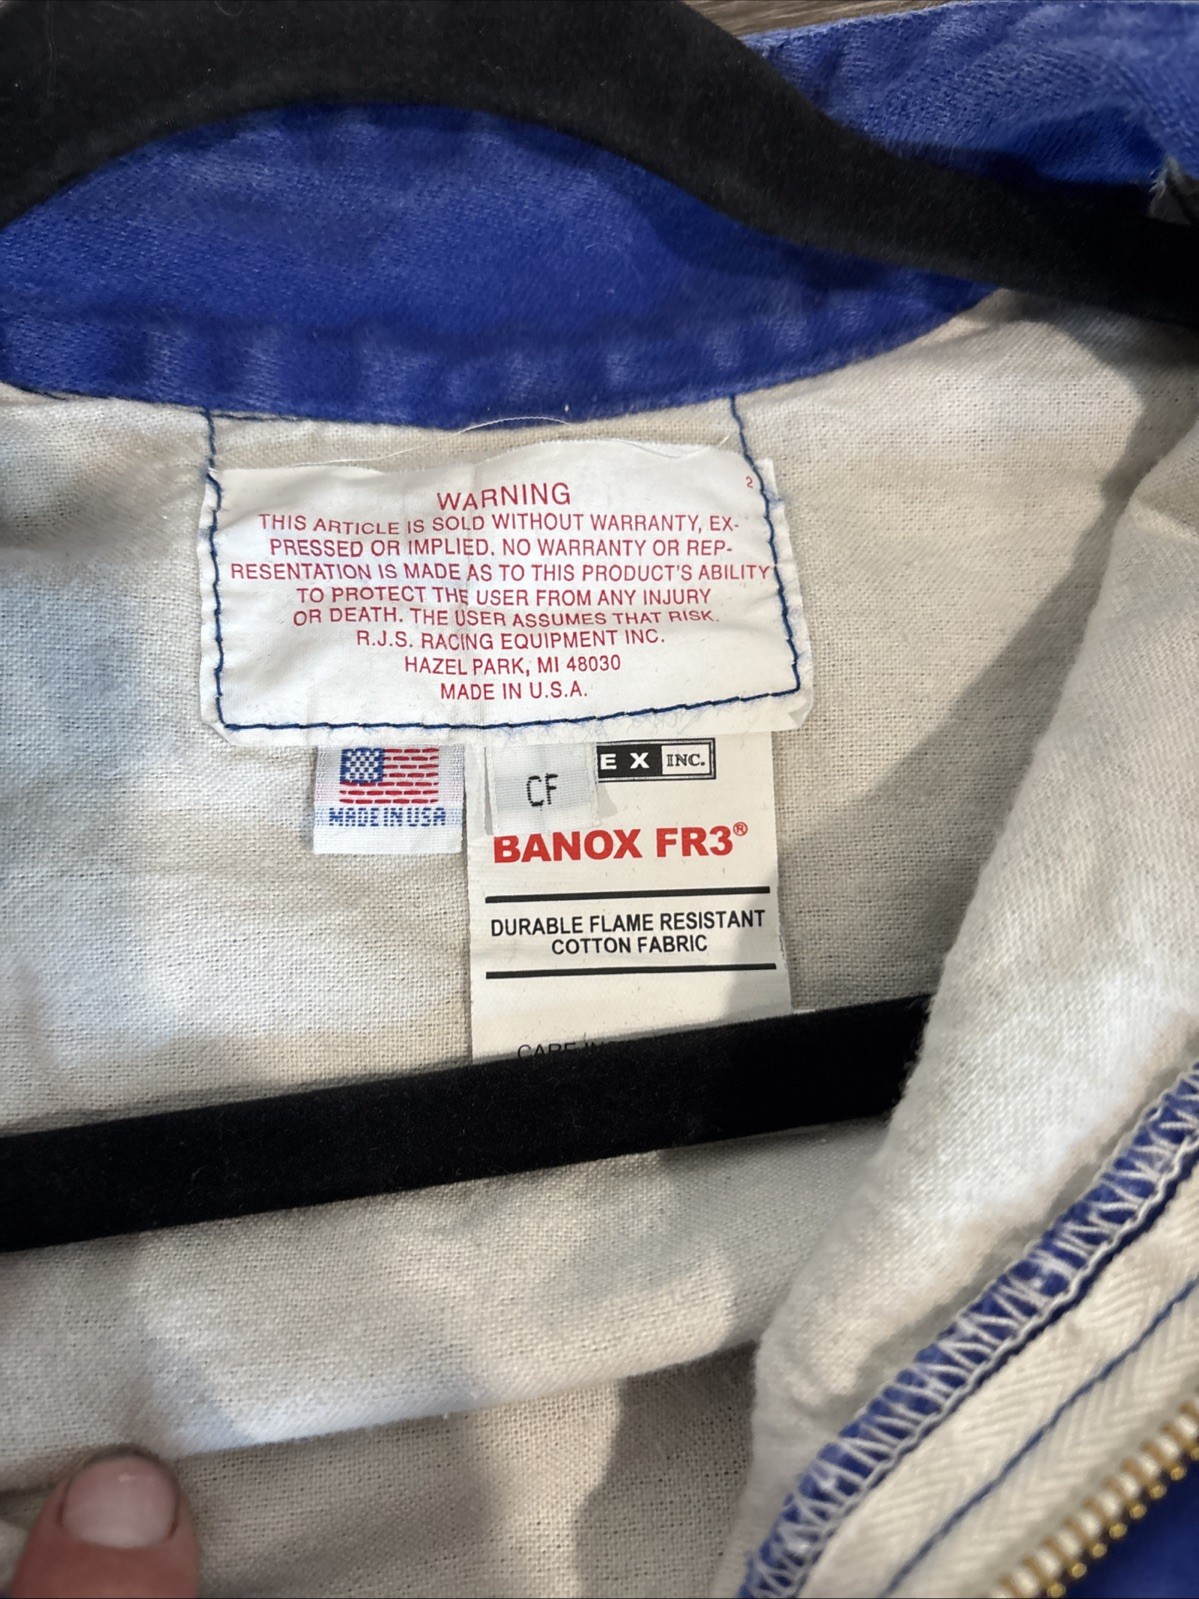 WARNING
2
THIS ARTICLE IS SOLD WITHOUT WARRANTY, EX-
PRESSED OR IMPLIED. NO WARRANTY OR REP-
RESENTATION IS MADE AS TO THIS PRODUCT'S ABILITY
TO PROTECT THE USER FROM ANY INJURY
OR DEATH. THE USER ASSUMES THAT RISK.
R.J.S. RACING EQUIPMENT INC.
HAZEL PARK, MI 48030
MADE IN U.S.A.
EX INC.
CF
MADE IN USA
BANOX FR3®
DURABLE FLAME RESISTANT
COTTON FABRIC
CARE